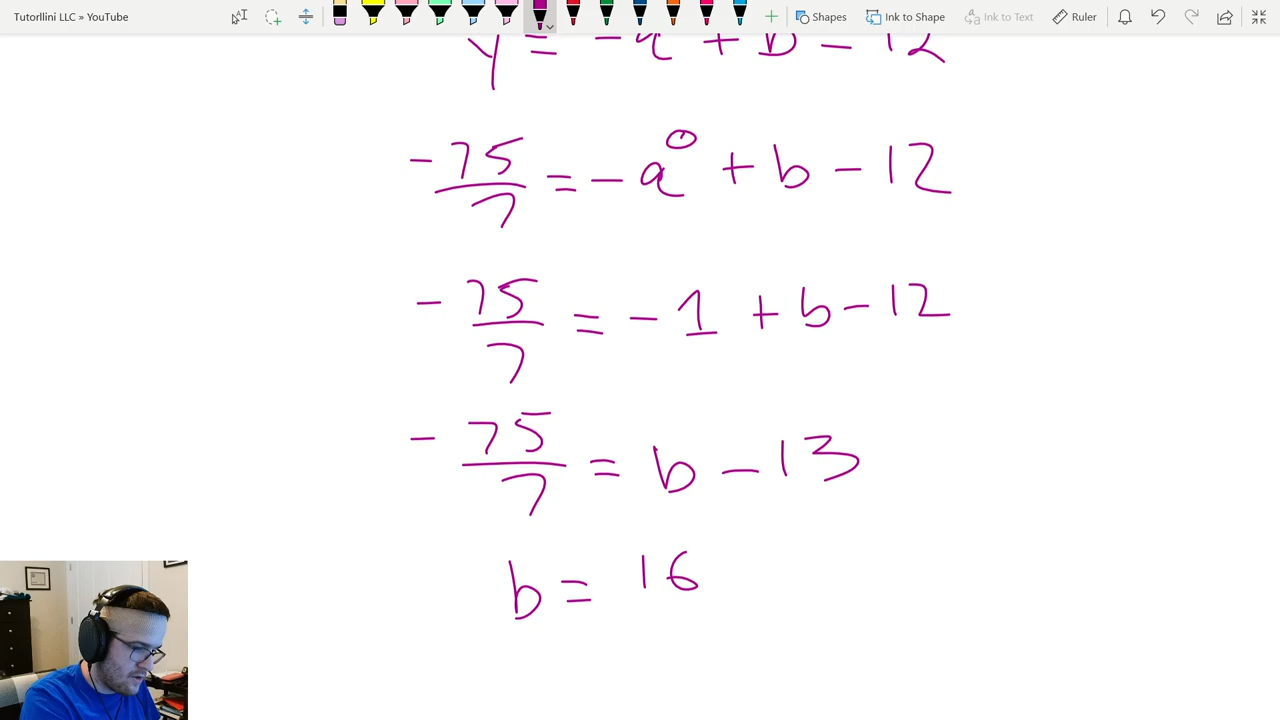 Tutorllini LLC » YouTube
Shapes Ink to Shape Ink to Text Ruler
y = -a + b - 12
-75/7 = -a⁰ + b - 12
-75/7 = -1 + b - 12
-75/7 = b - 13
b = 16